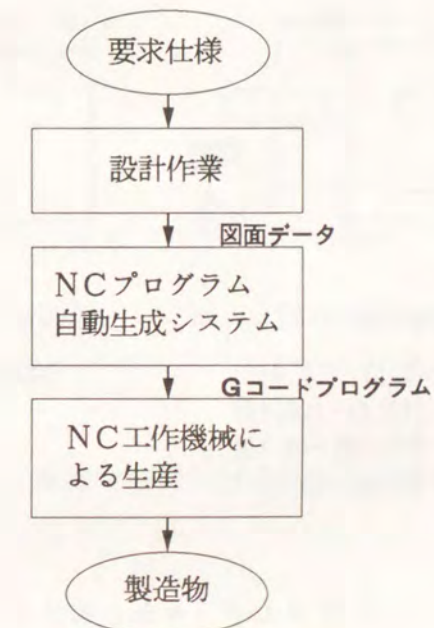 要求仕様
設計作業
図面データ
NCプログラム
自動生成システム
Gコードプログラム
NC工作機械に
よる生産
製造物